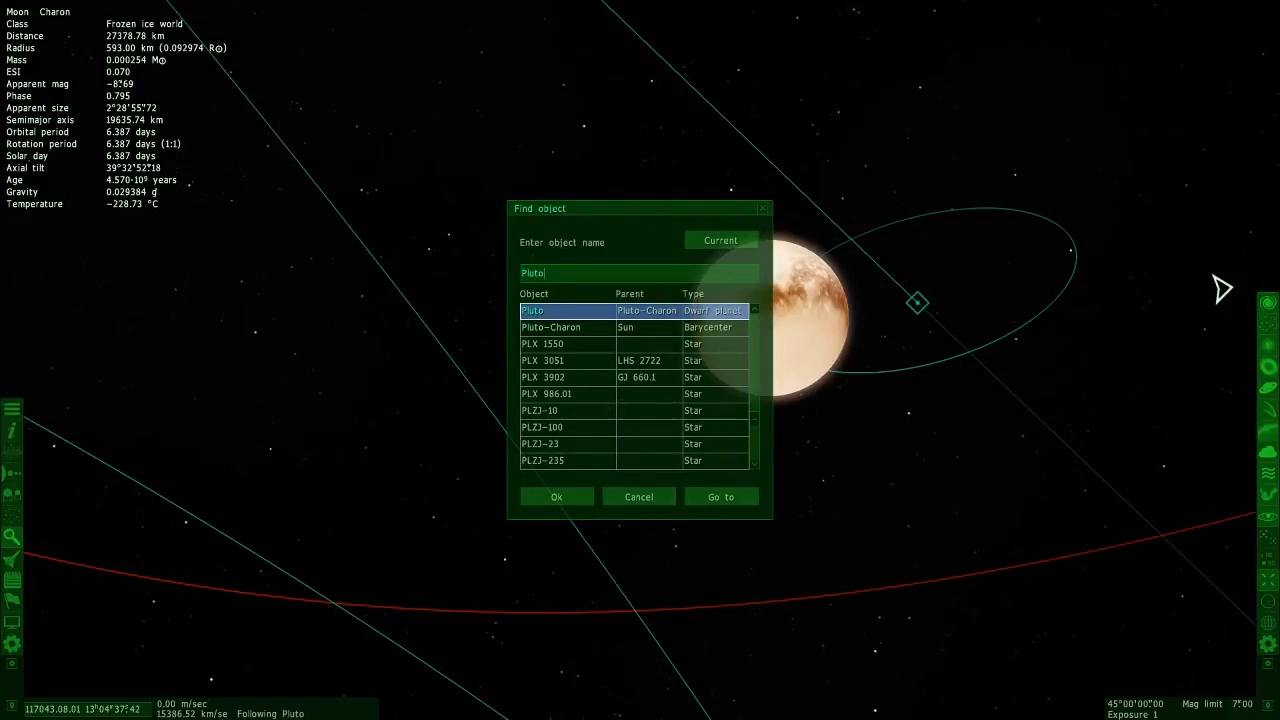 Moon Charon
Class Frozen ice world
Distance 27378.78 km
Radius 593.00 km (0.092974 R⊙)
Mass 0.000254 M⊙
ESI 0.070
Apparent mag -8.69
Phase 0.795
Apparent size 2°28'55."72
Semimajor axis 19635.74 km
Orbital period 6.387 days
Rotation period 6.387 days (1:1)
Solar day 6.387 days
Axial tilt 39°32'52."18
Age 4.570·10⁹ years
Gravity 0.029384 g
Temperature -228.73 °C
Find object
Enter object name Current
Pluto
Object Parent Type
Pluto Pluto-Charon Dwarf planet
Pluto-Charon Sun Barycenter
PLX 1550 Star
PLX 3051 LHS 2722 Star
PLX 3902 GJ 660.1 Star
PLX 986.01 Star
PLZJ-10 Star
PLZJ-100 Star
PLZJ-23 Star
PLZJ-235 Star
Ok Cancel Go to
117043.08.01 13ʰ04ᵐ37ˢ.42
0.00 m/sec
15386.52 km/se Following Pluto
45°00'00."00 Mag limit 7.00
Exposure 1